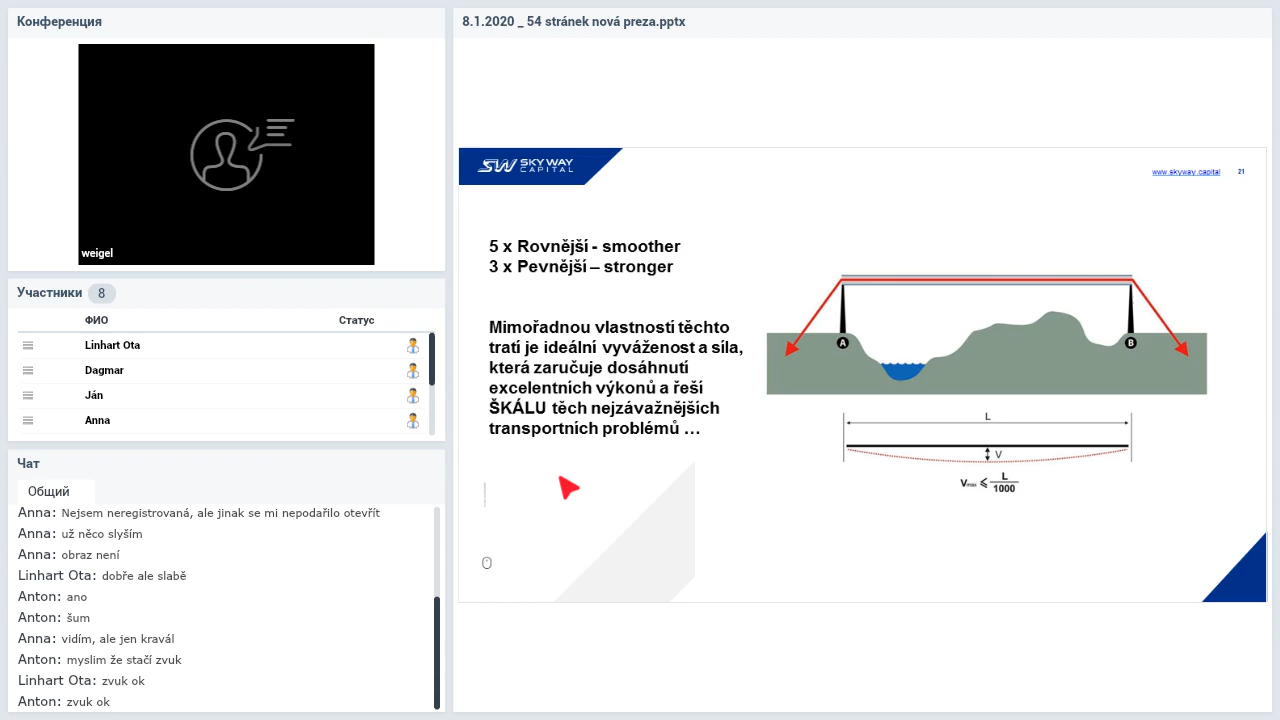 Конференция
weigel
Участники 8
ФИО Статус
Linhart Ota
Dagmar
Ján
Anna
Чат
Общий
Anna: Nejsem neregistrovaná, ale jinak se mi nepodařilo otevřít
Anna: už něco slyším
Anna: obraz není
Linhart Ota: dobře ale slabě
Anton: ano
Anton: šum
Anna: vidím, ale jen kravál
Anton: myslim že stačí zvuk
Linhart Ota: zvuk ok
Anton: zvuk ok
8.1.2020 _ 54 stránek nová preza.pptx
SW SKY WAY
CAPITAL
www.skyway.capital 21
5 x Rovnější - smoother
3 x Pevnější – stronger
Mimořadnou vlastností těchto
tratí je ideální vyváženost a síla,
která zaručuje dosáhnutí
excelentních výkonů a řeší
ŠKÁLU těch nejzávažnějších
transportních problémů ...
A B
L
V
Vmax ⩽ L
1000